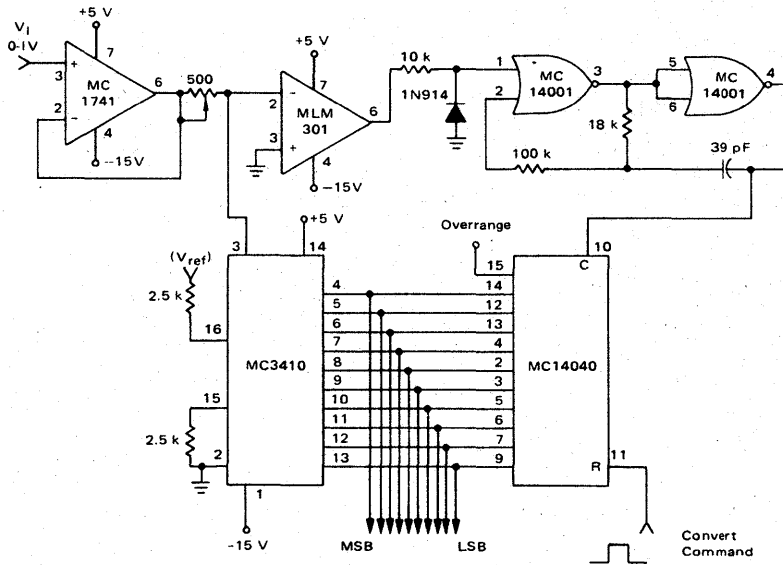 V_I
0-1V
+5 V
7
3
+
MC
1741
6
2
−
4
−15V
500
+5 V
7
2
−
MLM
301
6
3
+
4
−15V
10 k
1N914
1
2
MC
14001
3
18 k
100 k
5
6
MC
14001
4
39 pF
(Vref)
2.5 k
16
15
2.5 k
2
1
-15 V
3
+5 V
14
MC3410
4
5
6
7
8
9
10
11
12
13
MSB
LSB
Overrange
15
14
12
13
4
2
3
5
6
7
9
10
C
MC14040
R
11
Convert
Command